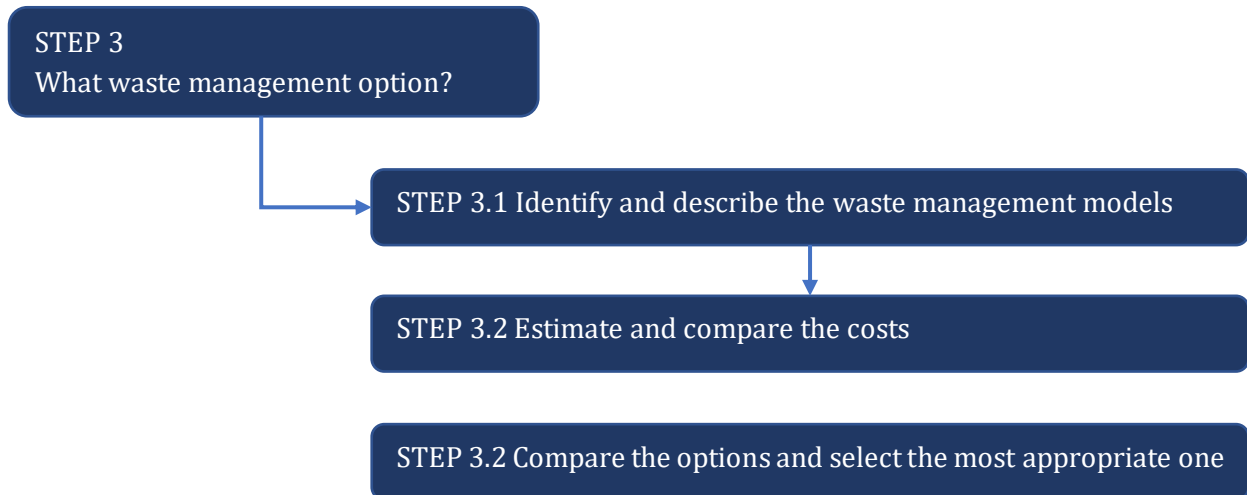 STEP 3
What waste management option?
STEP 3.1 Identify and describe the waste management models
STEP 3.2 Estimate and compare the costs
STEP 3.2 Compare the options and select the most appropriate one